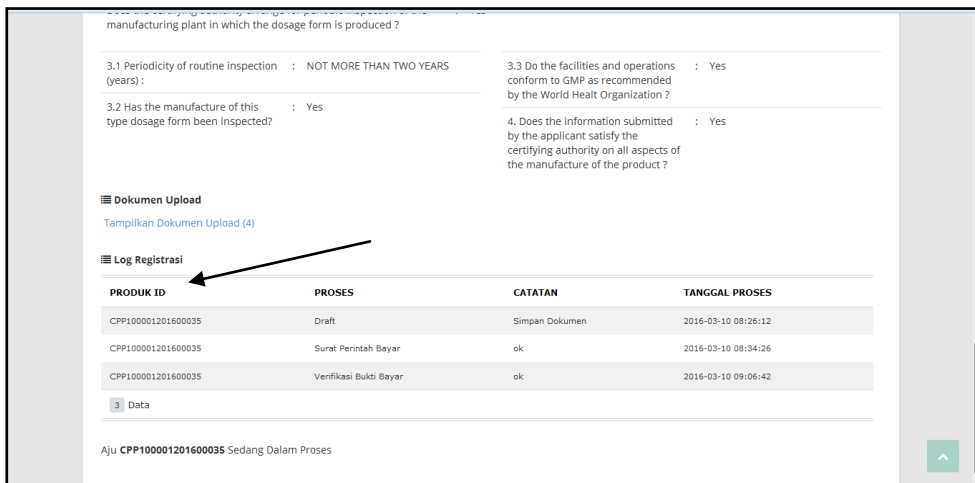 manufacturing plant in which the dosage form is produced ?
3.1 Periodicity of routine inspection (years) : : NOT MORE THAN TWO YEARS
3.2 Has the manufacture of this type dosage form been inspected? : Yes
3.3 Do the facilities and operations conform to GMP as recommended by the World Healt Organization ? : Yes
4. Does the information submitted by the applicant satisfy the certifying authority on all aspects of the manufacture of the product ? : Yes
Dokumen Upload
Tampilkan Dokumen Upload (4)
Log Registrasi
PRODUK ID PROSES CATATAN TANGGAL PROSES
CPP100001201600035 Draft Simpan Dokumen 2016-03-10 08:26:12
CPP100001201600035 Surat Perintah Bayar ok 2016-03-10 08:34:26
CPP100001201600035 Verifikasi Bukti Bayar ok 2016-03-10 09:06:42
3 Data
Aju CPP100001201600035 Sedang Dalam Proses